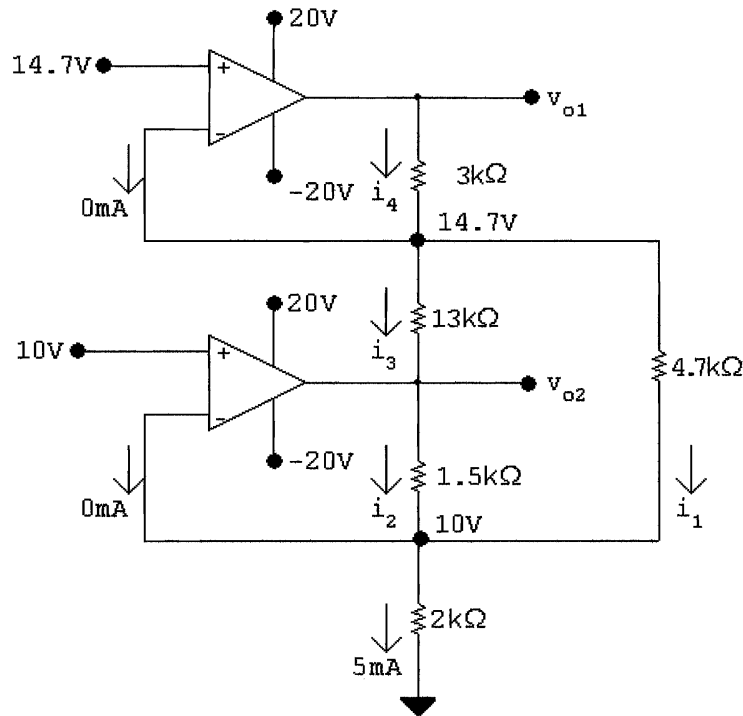 20V
14.7V
+
-
v_o1
-20V
0mA
i_4
3kΩ
14.7V
20V
13kΩ
i_3
10V
+
-
4.7kΩ
v_o2
-20V
0mA
i_2
1.5kΩ
10V
i_1
2kΩ
5mA